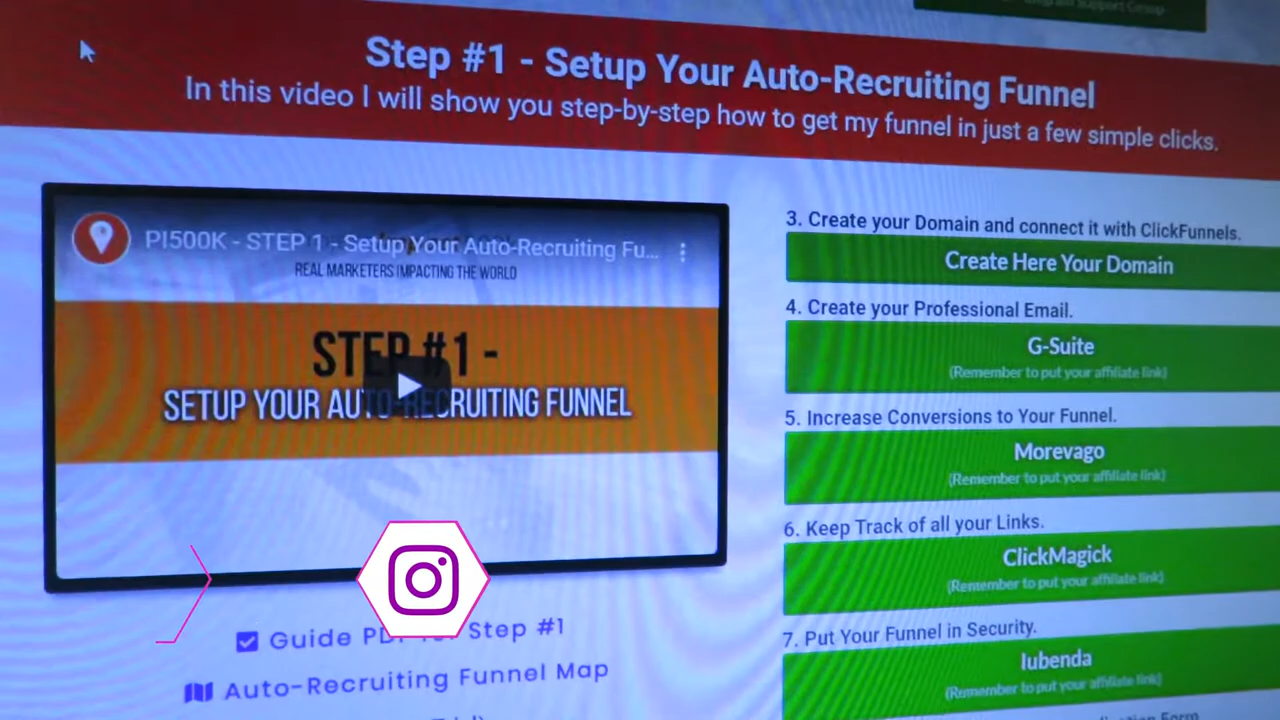 Support Group
Step #1 - Setup Your Auto-Recruiting Funnel
In this video I will show you step-by-step how to get my funnel in just a few simple clicks.
PI500K - STEP 1 - Setup Your Auto-Recruiting Fu...
REAL MARKETERS IMPACTING THE WORLD
STEP #1 -
SETUP YOUR AUTO-RECRUITING FUNNEL
Guide PDF for Step #1
Auto-Recruiting Funnel Map
3. Create your Domain and connect it with ClickFunnels.
Create Here Your Domain
4. Create your Professional Email.
G-Suite
(Remember to put your affiliate link)
5. Increase Conversions to Your Funnel.
Morevago
(Remember to put your affiliate link)
6. Keep Track of all your Links.
ClickMagick
(Remember to put your affiliate link)
7. Put Your Funnel in Security.
Iubenda
(Remember to put your affiliate link)